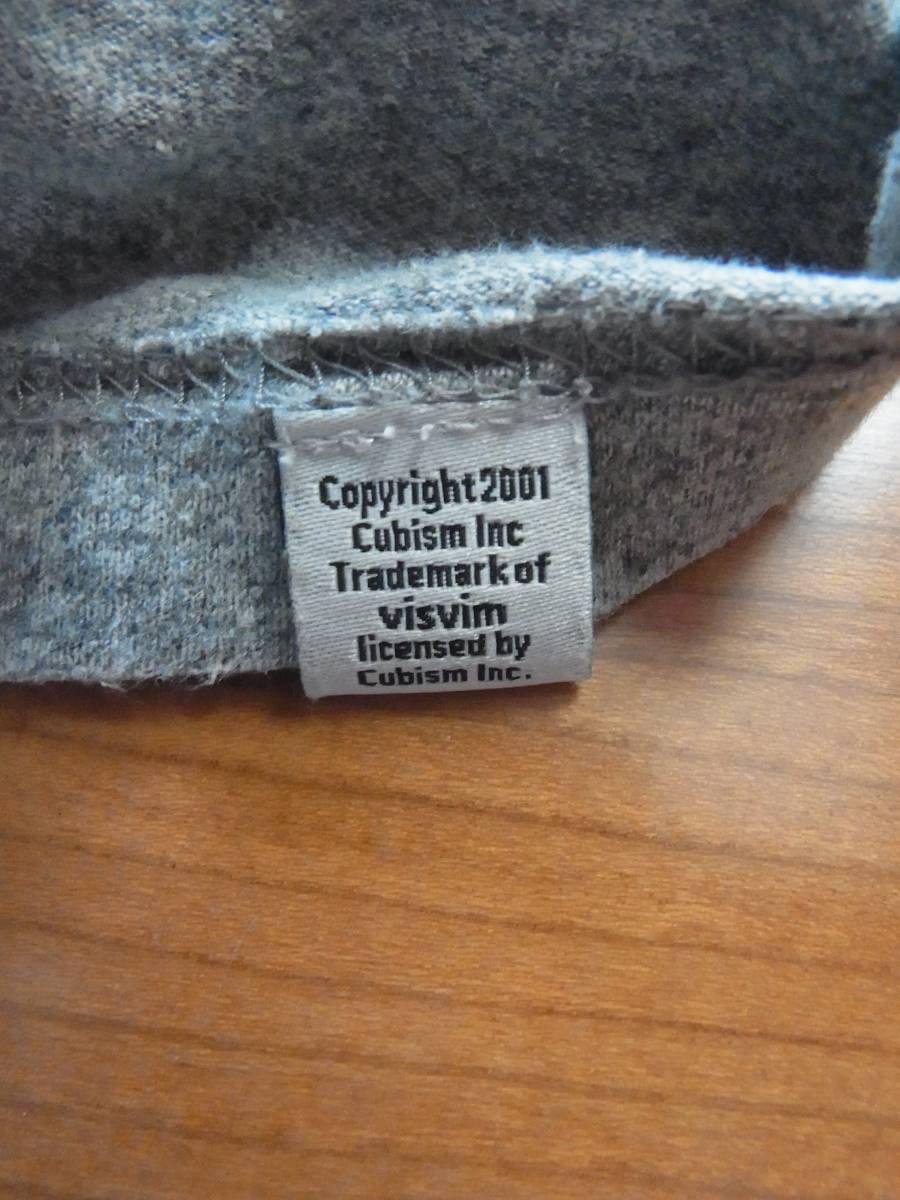 Copyright2001
Cubism Inc
Trademark of
visvim
licensed by
Cubism Inc.